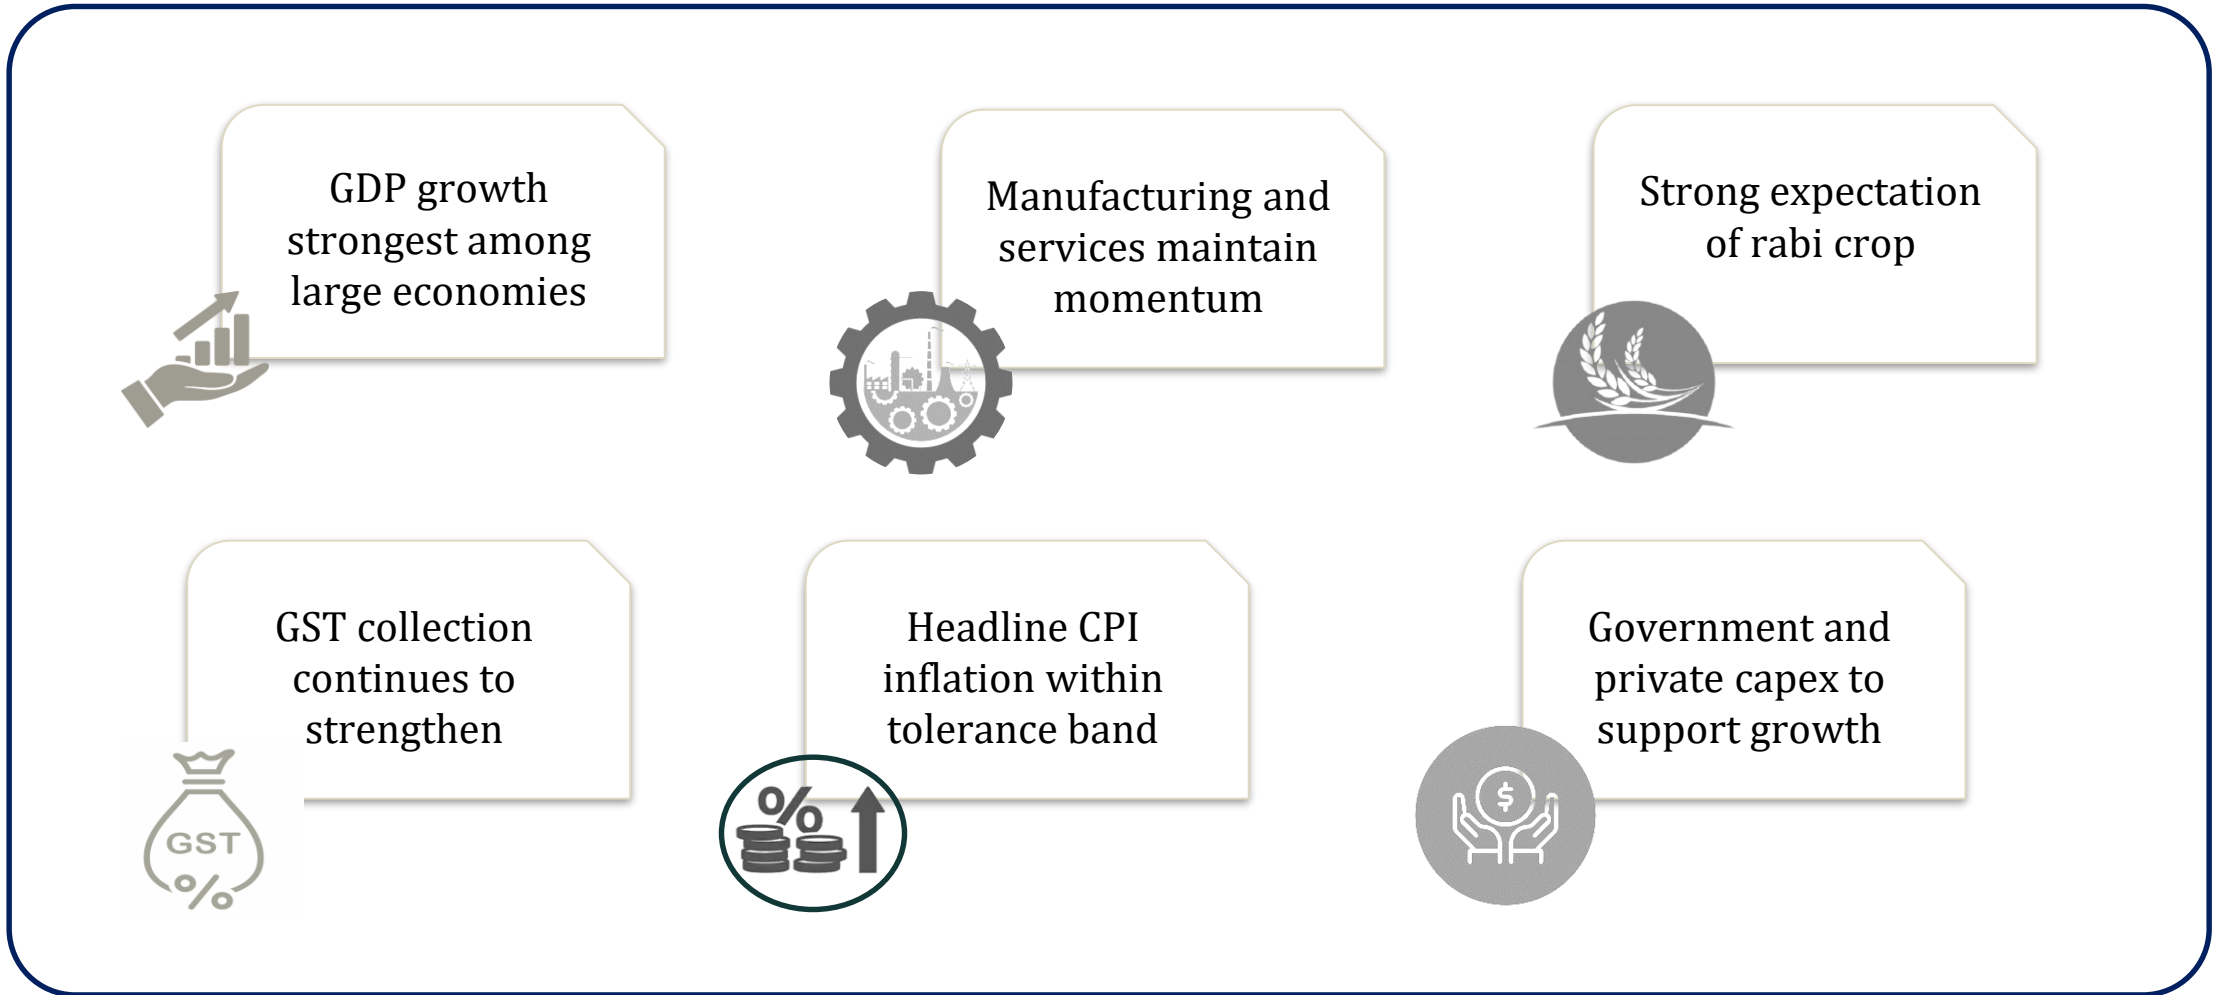 GDP growth
strongest among
large economies
Manufacturing and
services maintain
momentum
Strong expectation
of rabi crop
GST collection
continues to
strengthen
GST
%
Headline CPI
inflation within
tolerance band
%
Government and
private capex to
support growth
$